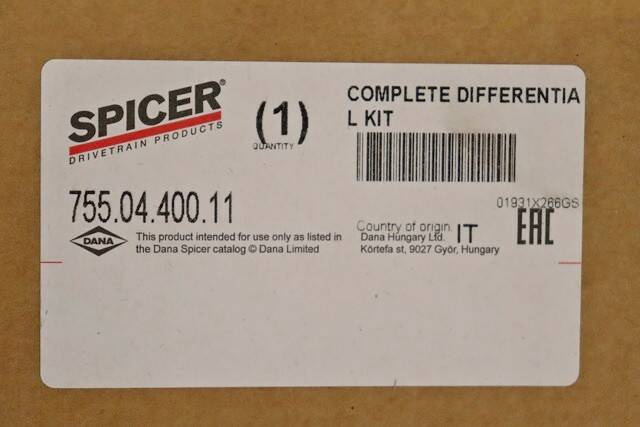 SPICER®
DRIVETRAIN PRODUCTS
(1)
QUANTITY
COMPLETE DIFFERENTIA
L KIT
755.04.400.11
01931X266GS
DANA
This product intended for use only as listed in
the Dana Spicer catalog © Dana Limited
Country of origin: IT
Dana Hungary Ltd.
Körtefa st, 9027 Györ, Hungary
EAC